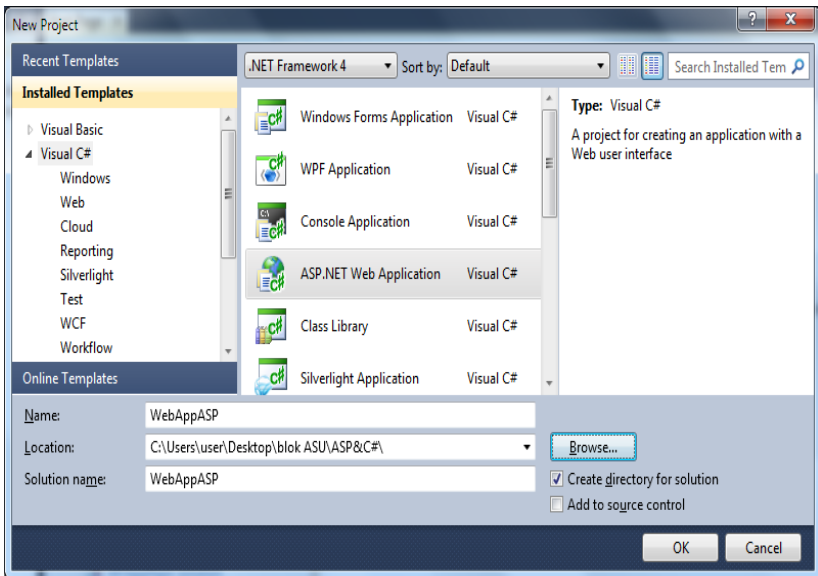 New Project
Recent Templates
Installed Templates
Visual Basic
Visual C#
Windows
Web
Cloud
Reporting
Silverlight
Test
WCF
Workflow
Online Templates
.NET Framework 4 Sort by: Default Search Installed Tem
Windows Forms Application Visual C#
WPF Application Visual C#
Console Application Visual C#
ASP.NET Web Application Visual C#
Class Library Visual C#
Silverlight Application Visual C#
Type: Visual C#
A project for creating an application with a
Web user interface
Name: WebAppASP
Location: C:\Users\user\Desktop\blok ASU\ASP&C#\ Browse...
Solution name: WebAppASP
Create directory for solution
Add to source control
OK Cancel